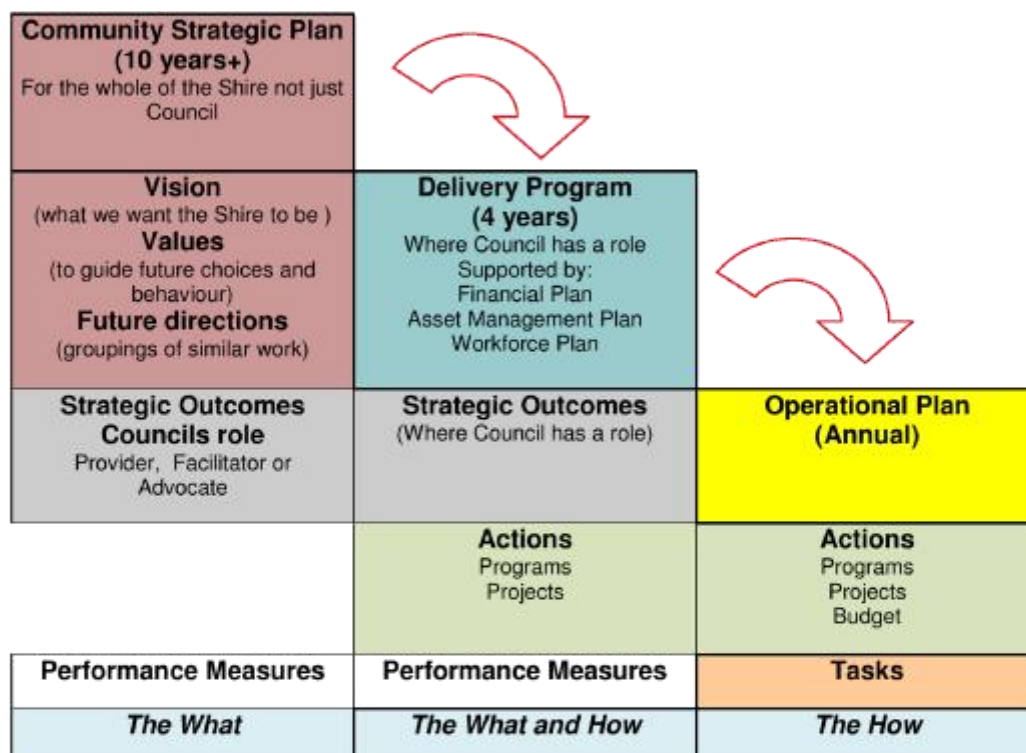 Community Strategic Plan
(10 years+)
For the whole of the Shire not just
Council
Vision
(what we want the Shire to be )
Values
(to guide future choices and
behaviour)
Future directions
(groupings of similar work)
Strategic Outcomes
Councils role
Provider, Facilitator or
Advocate
Performance Measures
The What
Delivery Program
(4 years)
Where Council has a role
Supported by:
Financial Plan
Asset Management Plan
Workforce Plan
Strategic Outcomes
(Where Council has a role)
Actions
Programs
Projects
Performance Measures
The What and How
Operational Plan
(Annual)
Actions
Programs
Projects
Budget
Tasks
The How